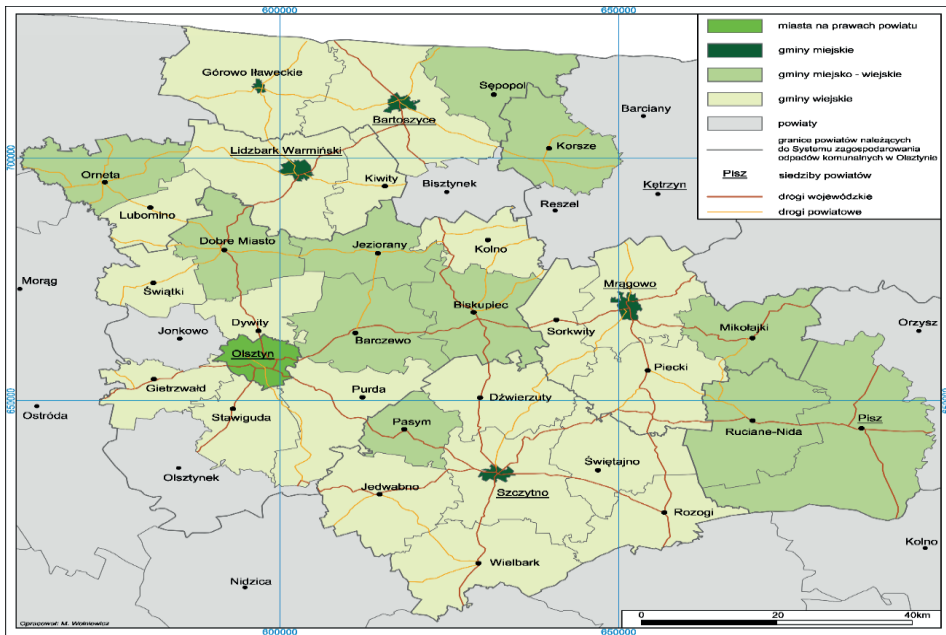 600000
650000
miasta na prawach powiatu
gminy miejskie
gminy miejsko - wiejskie
gminy wiejskie
powiaty
granice powiatów należących
do Systemu zagospodarowania
odpadów komunalnych w Olsztynie
Pisz
siedziby powiatów
drogi wojewódzkie
drogi powiatowe
Górowo Iławeckie
Sępopol
Bartoszyce
Barciany
Lidzbark Warmiński
Korsze
700000
Orneta
Kiwity
Bisztynek
Kętrzyn
Lubomino
Reszel
Dobre Miasto
Jeziorany
Kolno
Morąg
Świątki
Mrągowo
Biskupiec
Jonkowo
Dywity
Sorkwity
Mikołajki
Orzysz
Olsztyn
Barczewo
Gietrzwałd
Purda
Piecki
650000
Dźwierzuty
Ostróda
Stawiguda
Pasym
Ruciane-Nida
Pisz
Olsztynek
Świętajno
Jedwabno
Szczytno
Rozogi
Wielbark
Kolno
Nidzica
Opracował: M. Woźniewicz
600000
650000
0
20
40km